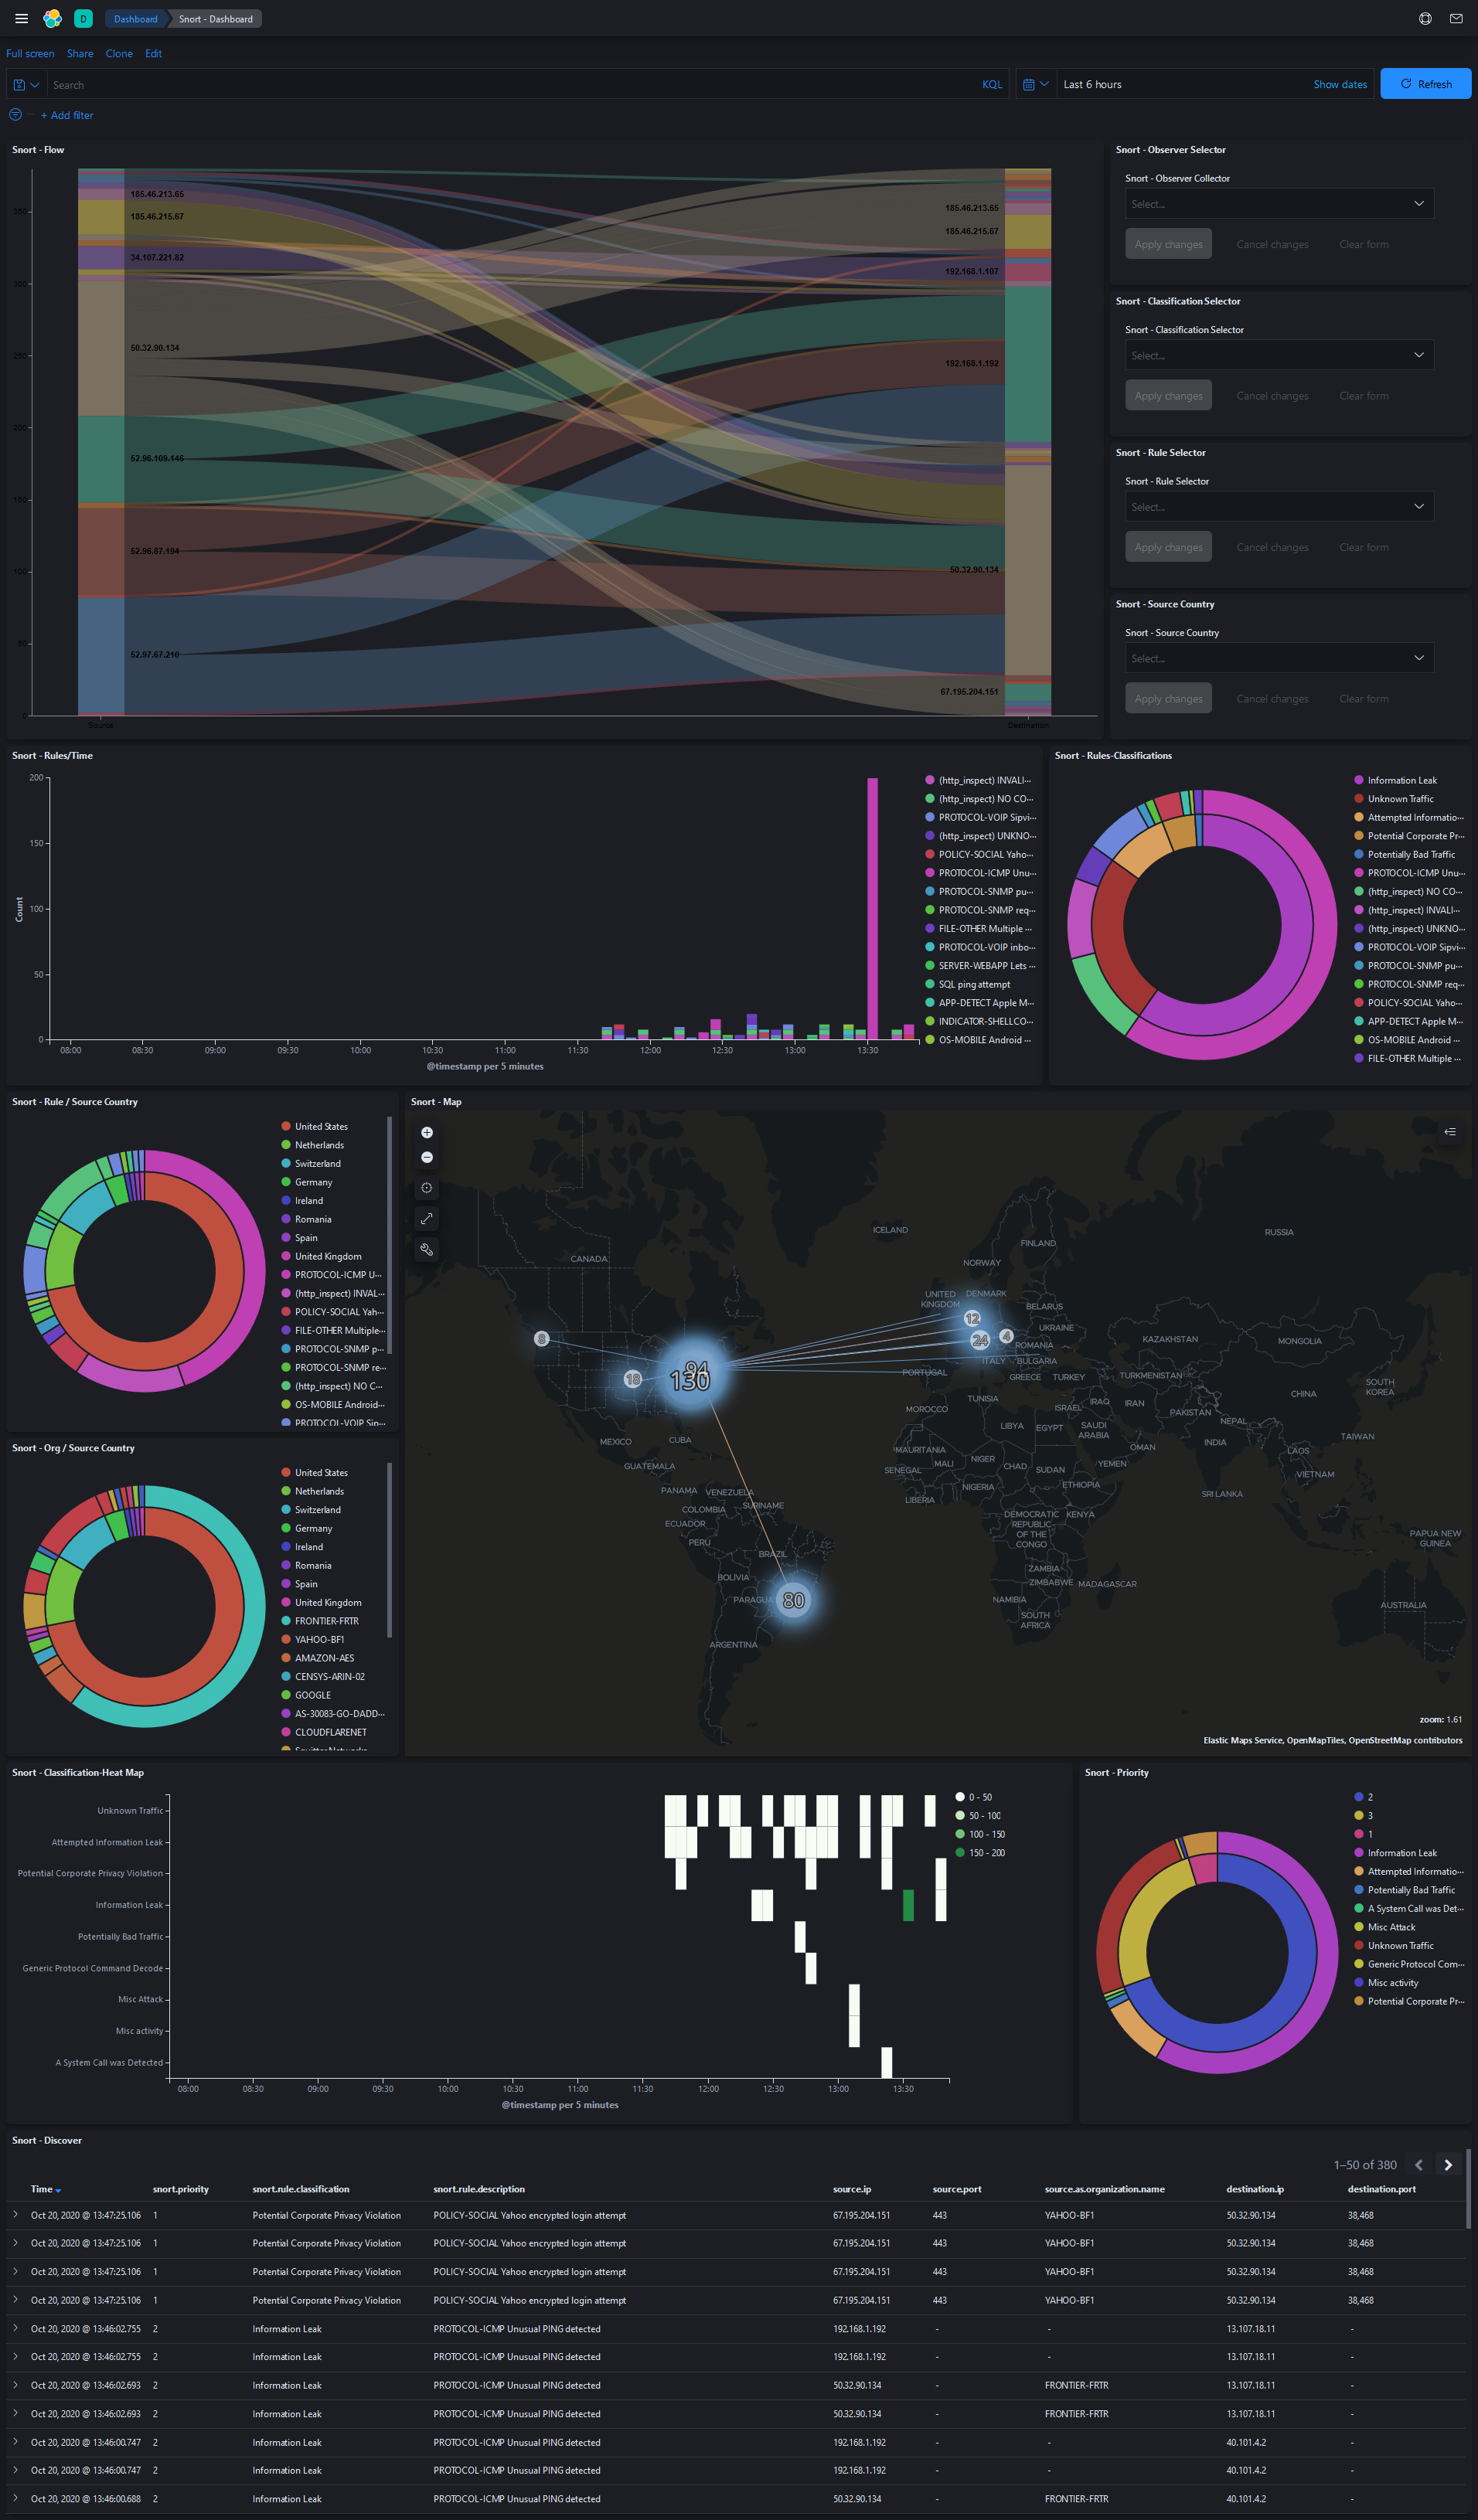 D Dashboard Snort - Dashboard
Full screen Share Clone Edit
Search KQL Last 6 hours Show dates Refresh
+ Add filter
Snort - Flow
350
300
250
200
150
100
50
0
185.46.213.65
185.46.215.67
34.107.221.82
50.32.90.134
52.96.109.146
52.96.87.194
52.97.67.210
185.46.213.65
185.46.215.67
192.168.1.107
192.168.1.192
50.32.90.134
67.195.204.151
Source Destination
Snort - Observer Selector
Snort - Observer Collector
Select...
Apply changes Cancel changes Clear form
Snort - Classification Selector
Snort - Classification Selector
Select...
Apply changes Cancel changes Clear form
Snort - Rule Selector
Snort - Rule Selector
Select...
Apply changes Cancel changes Clear form
Snort - Source Country
Snort - Source Country
Select...
Apply changes Cancel changes Clear form
Snort - Rules/Time
200
150
100
50
0
Count
08:00 08:30 09:00 09:30 10:00 10:30 11:00 11:30 12:00 12:30 13:00 13:30
@timestamp per 5 minutes
(http_inspect) INVALI...
(http_inspect) NO CO...
PROTOCOL-VOIP Sipvi...
(http_inspect) UNKNO...
POLICY-SOCIAL Yaho...
PROTOCOL-ICMP Unu...
PROTOCOL-SNMP pu...
PROTOCOL-SNMP req...
FILE-OTHER Multiple ...
PROTOCOL-VOIP inbo...
SERVER-WEBAPP Lets ...
SQL ping attempt
APP-DETECT Apple M...
INDICATOR-SHELLCO...
OS-MOBILE Android ...
Snort - Rules-Classifications
Information Leak
Unknown Traffic
Attempted Informatio...
Potential Corporate Pr...
Potentially Bad Traffic
PROTOCOL-ICMP Unu...
(http_inspect) NO CO...
(http_inspect) INVALI...
(http_inspect) UNKNO...
PROTOCOL-VOIP Sipvi...
PROTOCOL-SNMP pu...
PROTOCOL-SNMP req...
POLICY-SOCIAL Yaho...
APP-DETECT Apple M...
OS-MOBILE Android ...
FILE-OTHER Multiple ...
Snort - Rule / Source Country
United States
Netherlands
Switzerland
Germany
Ireland
Romania
Spain
United Kingdom
PROTOCOL-ICMP U...
(http_inspect) INVAL...
POLICY-SOCIAL Yah...
FILE-OTHER Multiple...
PROTOCOL-SNMP p...
PROTOCOL-SNMP re...
(http_inspect) NO C...
OS-MOBILE Android...
PROTOCOL-VOIP Sip...
Snort - Org / Source Country
United States
Netherlands
Switzerland
Germany
Ireland
Romania
Spain
United Kingdom
FRONTIER-FRTR
YAHOO-BF1
AMAZON-AES
CENSYS-ARIN-02
GOOGLE
AS-30083-GO-DADD...
CLOUDFLARENET
Snort - Map
ICELAND
RUSSIA
FINLAND
CANADA
NORWAY
UNITED KINGDOM
DENMARK
BELARUS
UKRAINE
KAZAKHSTAN
MONGOLIA
ROMANIA
ITALY
BULGARIA
PORTUGAL
GREECE
TURKEY
TURKMENISTAN
SOUTH KOREA
CHINA
TUNISIA
MOROCCO
ISRAEL
IRAQ
IRAN
PAKISTAN
NEPAL
LIBYA
EGYPT
SAUDI ARABIA
TAIWAN
MEXICO
CUBA
INDIA
OMAN
LAOS
MAURITANIA
GUATEMALA
MALI
NIGER
CHAD
SUDAN
YEMEN
SENEGAL
VIETNAM
PANAMA
VENEZUELA
NIGERIA
ETHIOPIA
SRI LANKA
LIBERIA
COLOMBIA
SURINAME
ECUADOR
DEMOCRATIC REPUBLIC OF THE CONGO
KENYA
PAPUA NEW GUINEA
PERU
BRAZIL
BOLIVIA
ZAMBIA
ZIMBABWE
MADAGASCAR
PARAGUA
NAMIBIA
AUSTRALIA
SOUTH AFRICA
ARGENTINA
8
18
94
130
12
24
4
80
zoom: 1.61
Elastic Maps Service, OpenMapTiles, OpenStreetMap contributors
Snort - Classification-Heat Map
Unknown Traffic
Attempted Information Leak
Potential Corporate Privacy Violation
Information Leak
Potentially Bad Traffic
Generic Protocol Command Decode
Misc Attack
Misc activity
A System Call was Detected
08:00 08:30 09:00 09:30 10:00 10:30 11:00 11:30 12:00 12:30 13:00 13:30
@timestamp per 5 minutes
0 - 50
50 - 100
100 - 150
150 - 200
Snort - Priority
2
3
1
Information Leak
Attempted Informatio...
Potentially Bad Traffic
A System Call was Det...
Misc Attack
Unknown Traffic
Generic Protocol Com...
Misc activity
Potential Corporate Pr...
Snort - Discover
1–50 of 380
Time snort.priority snort.rule.classification snort.rule.description source.ip source.port source.as.organization.name destination.ip destination.port
Oct 20, 2020 @ 13:47:25.106 1 Potential Corporate Privacy Violation POLICY-SOCIAL Yahoo encrypted login attempt 67.195.204.151 443 YAHOO-BF1 50.32.90.134 38,468
Oct 20, 2020 @ 13:47:25.106 1 Potential Corporate Privacy Violation POLICY-SOCIAL Yahoo encrypted login attempt 67.195.204.151 443 YAHOO-BF1 50.32.90.134 38,468
Oct 20, 2020 @ 13:47:25.106 1 Potential Corporate Privacy Violation POLICY-SOCIAL Yahoo encrypted login attempt 67.195.204.151 443 YAHOO-BF1 50.32.90.134 38,468
Oct 20, 2020 @ 13:47:25.106 1 Potential Corporate Privacy Violation POLICY-SOCIAL Yahoo encrypted login attempt 67.195.204.151 443 YAHOO-BF1 50.32.90.134 38,468
Oct 20, 2020 @ 13:46:02.755 2 Information Leak PROTOCOL-ICMP Unusual PING detected 192.168.1.192 - - 13.107.18.11 -
Oct 20, 2020 @ 13:46:02.755 2 Information Leak PROTOCOL-ICMP Unusual PING detected 192.168.1.192 - - 13.107.18.11 -
Oct 20, 2020 @ 13:46:02.693 2 Information Leak PROTOCOL-ICMP Unusual PING detected 50.32.90.134 - FRONTIER-FRTR 13.107.18.11 -
Oct 20, 2020 @ 13:46:02.693 2 Information Leak PROTOCOL-ICMP Unusual PING detected 50.32.90.134 - FRONTIER-FRTR 13.107.18.11 -
Oct 20, 2020 @ 13:46:00.747 2 Information Leak PROTOCOL-ICMP Unusual PING detected 192.168.1.192 - - 40.101.4.2 -
Oct 20, 2020 @ 13:46:00.747 2 Information Leak PROTOCOL-ICMP Unusual PING detected 192.168.1.192 - - 40.101.4.2 -
Oct 20, 2020 @ 13:46:00.688 2 Information Leak PROTOCOL-ICMP Unusual PING detected 50.32.90.134 - FRONTIER-FRTR 40.101.4.2 -